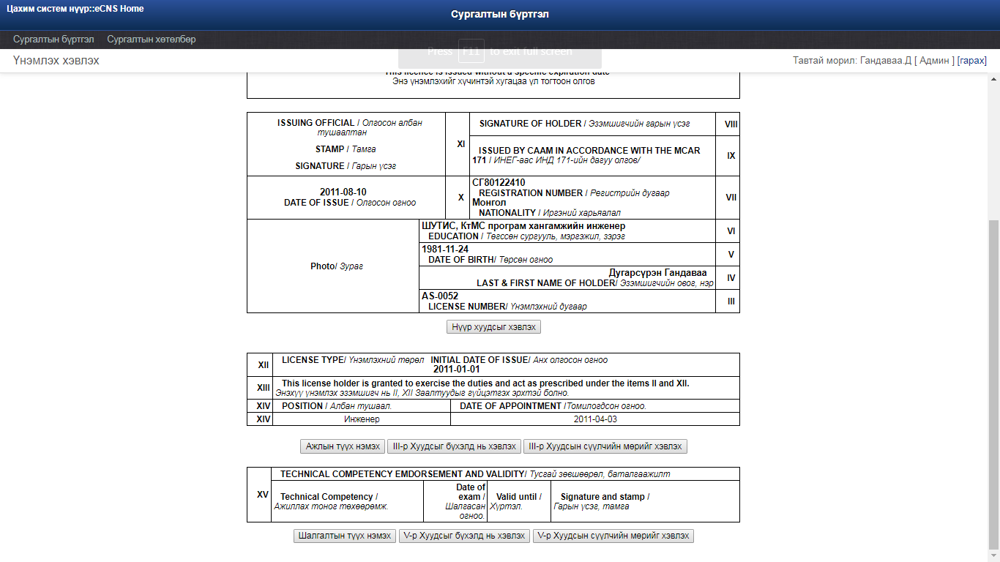 Цахим систем нүүр::eCNS Home
Сургалтын бүртгэл
Сургалтын бүртгэл Сургалтын хөтөлбөр
Press F11 to exit full screen
Үнэмлэх хэвлэх
Тавтай морил: Гандаваа.Д [ Админ ] [гарах]
This licence is issued without a specific expiration date
Энэ үнэмлэхийг хүчинтэй хугацаа үл тогтоон олгов
ISSUING OFFICIAL / Олгосон албан
тушаалтан
STAMP / Тамга
SIGNATURE / Гарын үсэг
XI
SIGNATURE OF HOLDER / Эзэмшигчийн гарын үсэг
VIII
ISSUED BY CAAM IN ACCORDANCE WITH THE MCAR
171 / ИНЕГ-аас ИНД 171-ийн дагуу олгов/
IX
2011-08-10
DATE OF ISSUE / Олгосон огноо
X
СГ80122410
REGISTRATION NUMBER / Регистрийн дугаар
Монгол
NATIONALITY / Иргэний харьяалал
VII
Photo/ Зураг
ШУТИС, КтМС програм хангамжийн инженер
EDUCATION / Төгссөн сургууль, мэргэжил, зэрэг
VI
1981-11-24
DATE OF BIRTH/ Төрсөн огноо
V
Дугарсүрэн Гандаваа
LAST & FIRST NAME OF HOLDER/ Эзэмшигчийн овог, нэр
IV
AS-0052
LICENSE NUMBER/ Үнэмлэхний дугаар
III
Нүүр хуудсыг хэвлэх
XII
LICENSE TYPE/ Үнэмлэхний төрөл INITIAL DATE OF ISSUE/ Анх олгосон огноо
2011-01-01
XIII
This license holder is granted to exercise the duties and act as prescribed under the items II and XII.
Энэхүү үнэмлэх эзэмшигч нь II, XII Заалтуудыг гүйцэтгэх эрхтэй болно.
XIV POSITION / Албан тушаал. DATE OF APPOINTMENT /Томилогдсон огноо.
XIV Инженер 2011-04-03
Ажлын түүх нэмэх III-р Хуудсыг бүхэлд нь хэвлэх III-р Хуудсын сүүлчийн мөрийг хэвлэх
XV
TECHNICAL COMPETENCY EMDORSEMENT AND VALIDITY/ Тусгай зөвшөөрөл, баталгаажилт
Technical Competency /
Ажиллах тоног төхөөрөмж.
Date of
exam /
Шалгасан
огноо.
Valid until /
Хүртэл.
Signature and stamp /
Гарын үсэг, тамга
Шалгалтын түүх нэмэх V-р Хуудсыг бүхэлд нь хэвлэх V-р Хуудсын сүүлчийн мөрийг хэвлэх